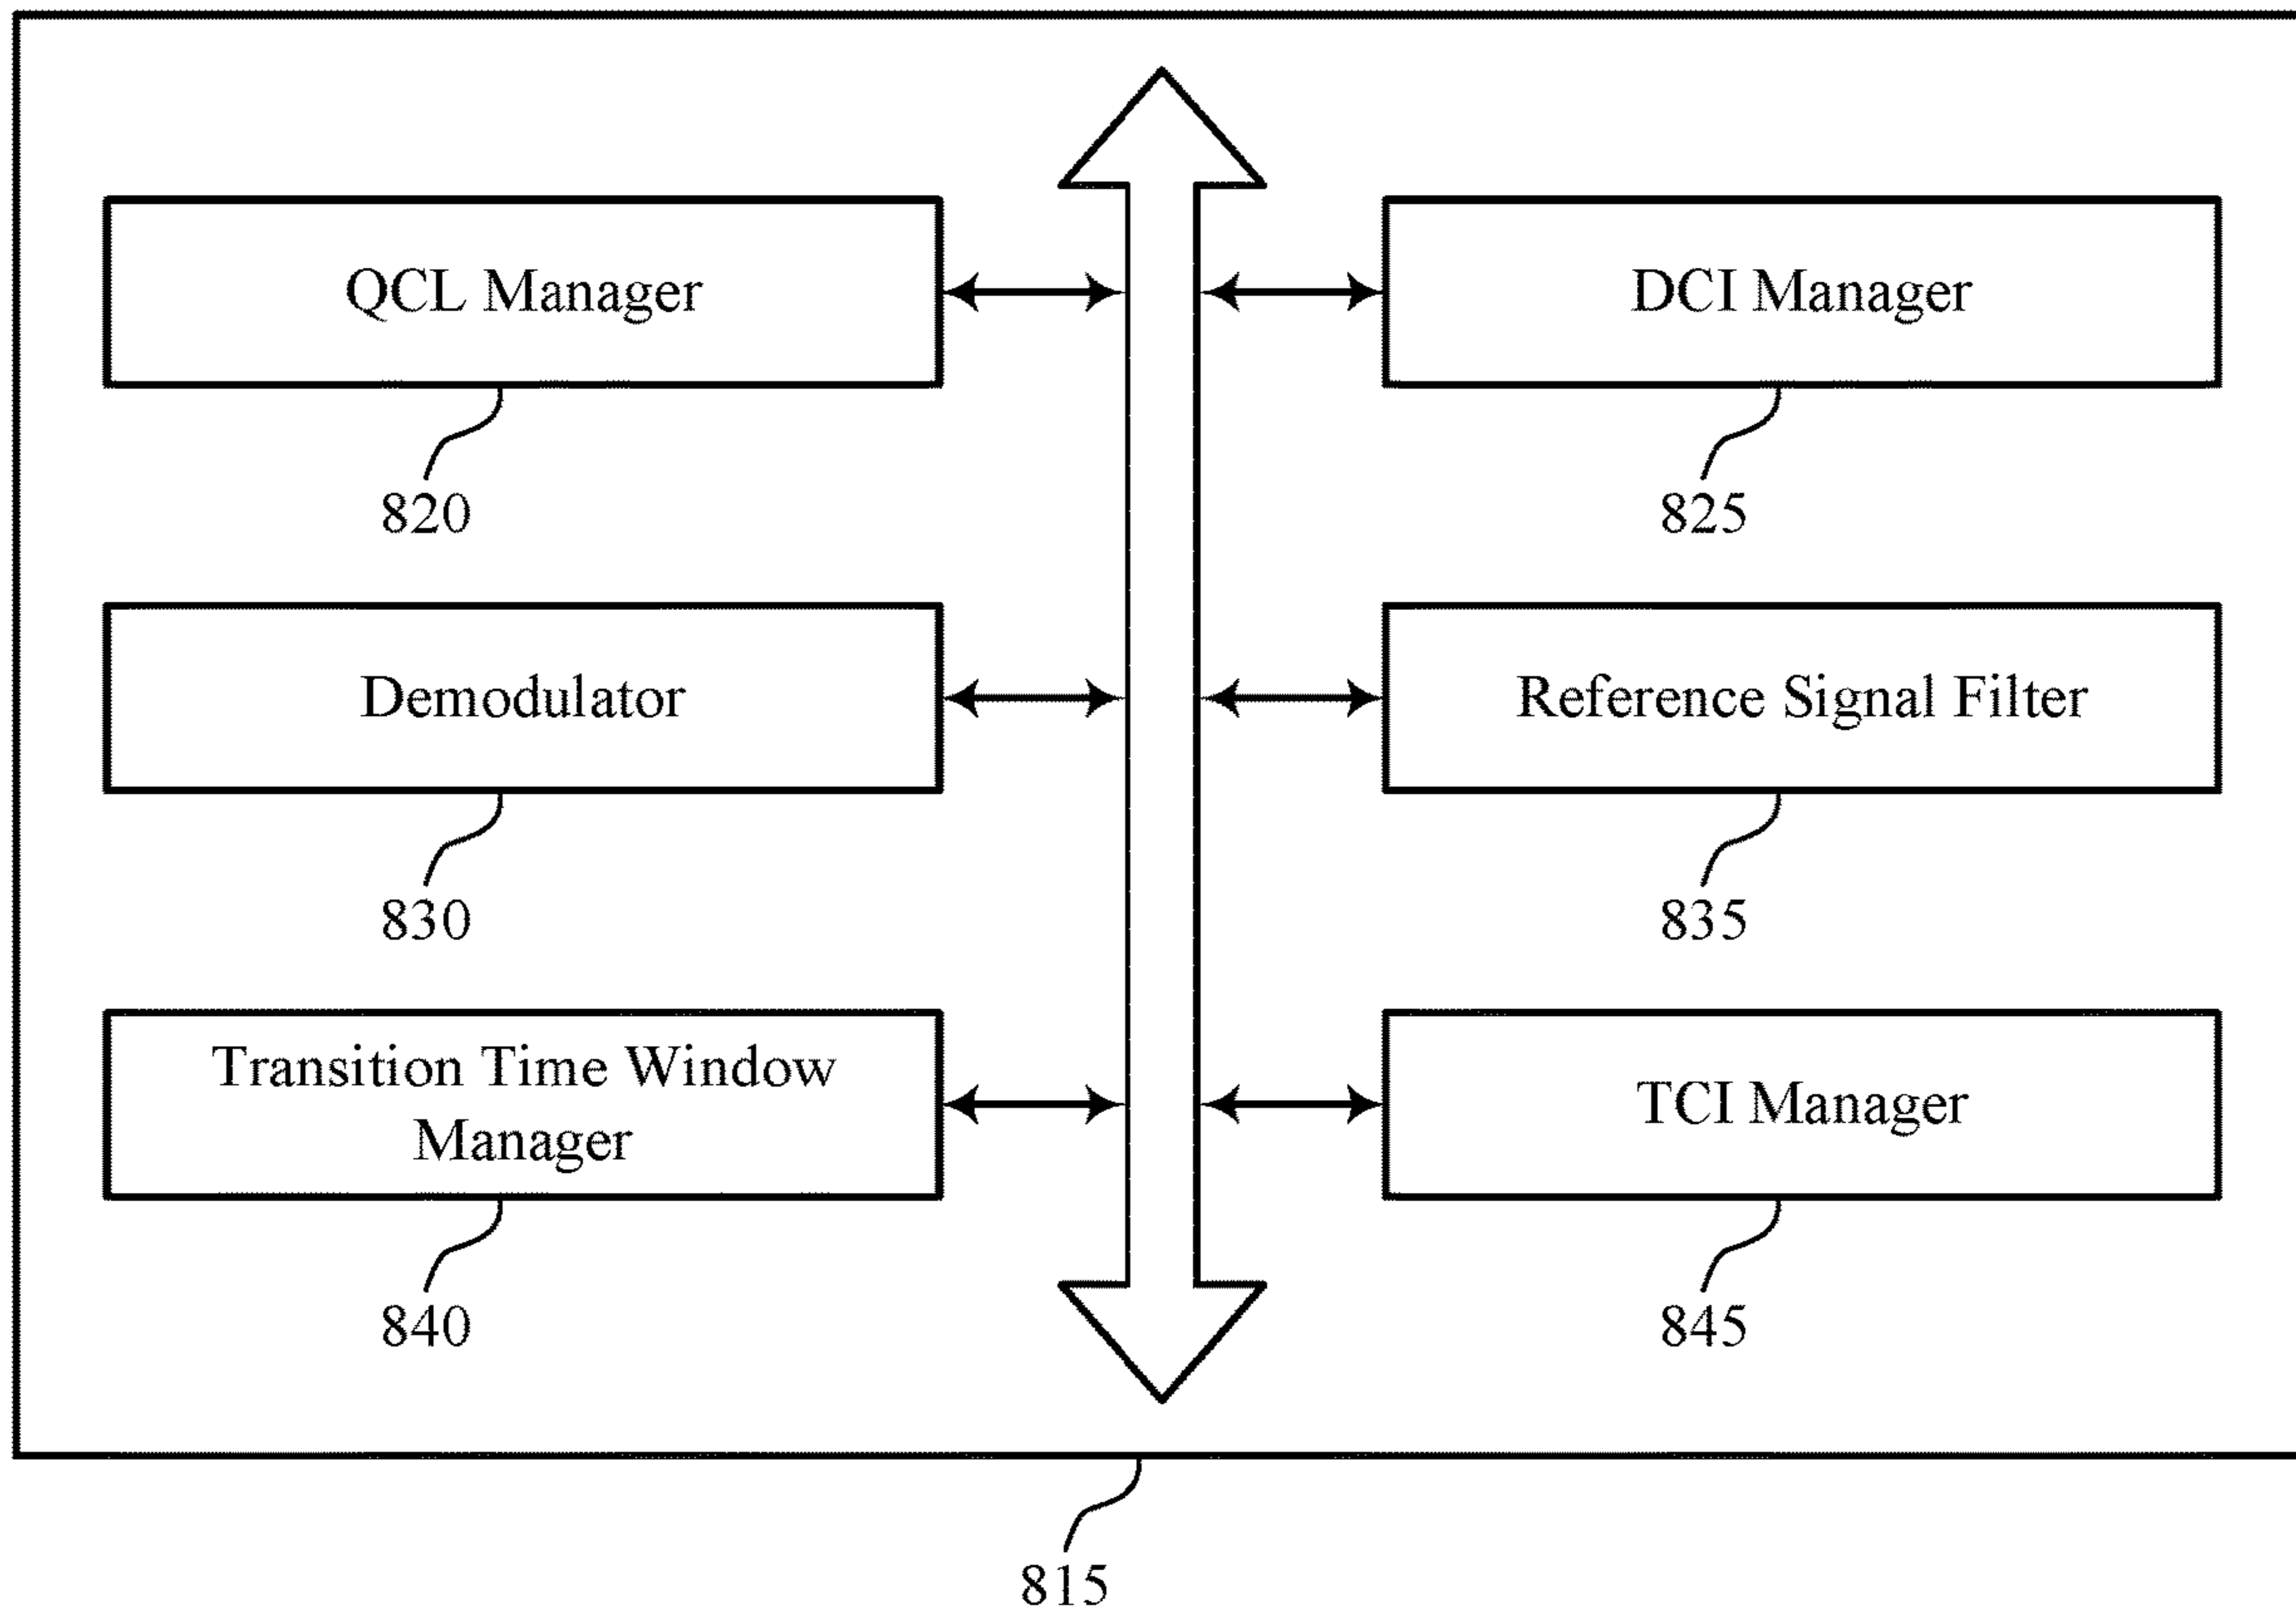 QCL Manager
DCI Manager
820
825
Demodulator
Reference Signal Filter
830
835
Transition Time Window
Manager
TCI Manager
840
845
815